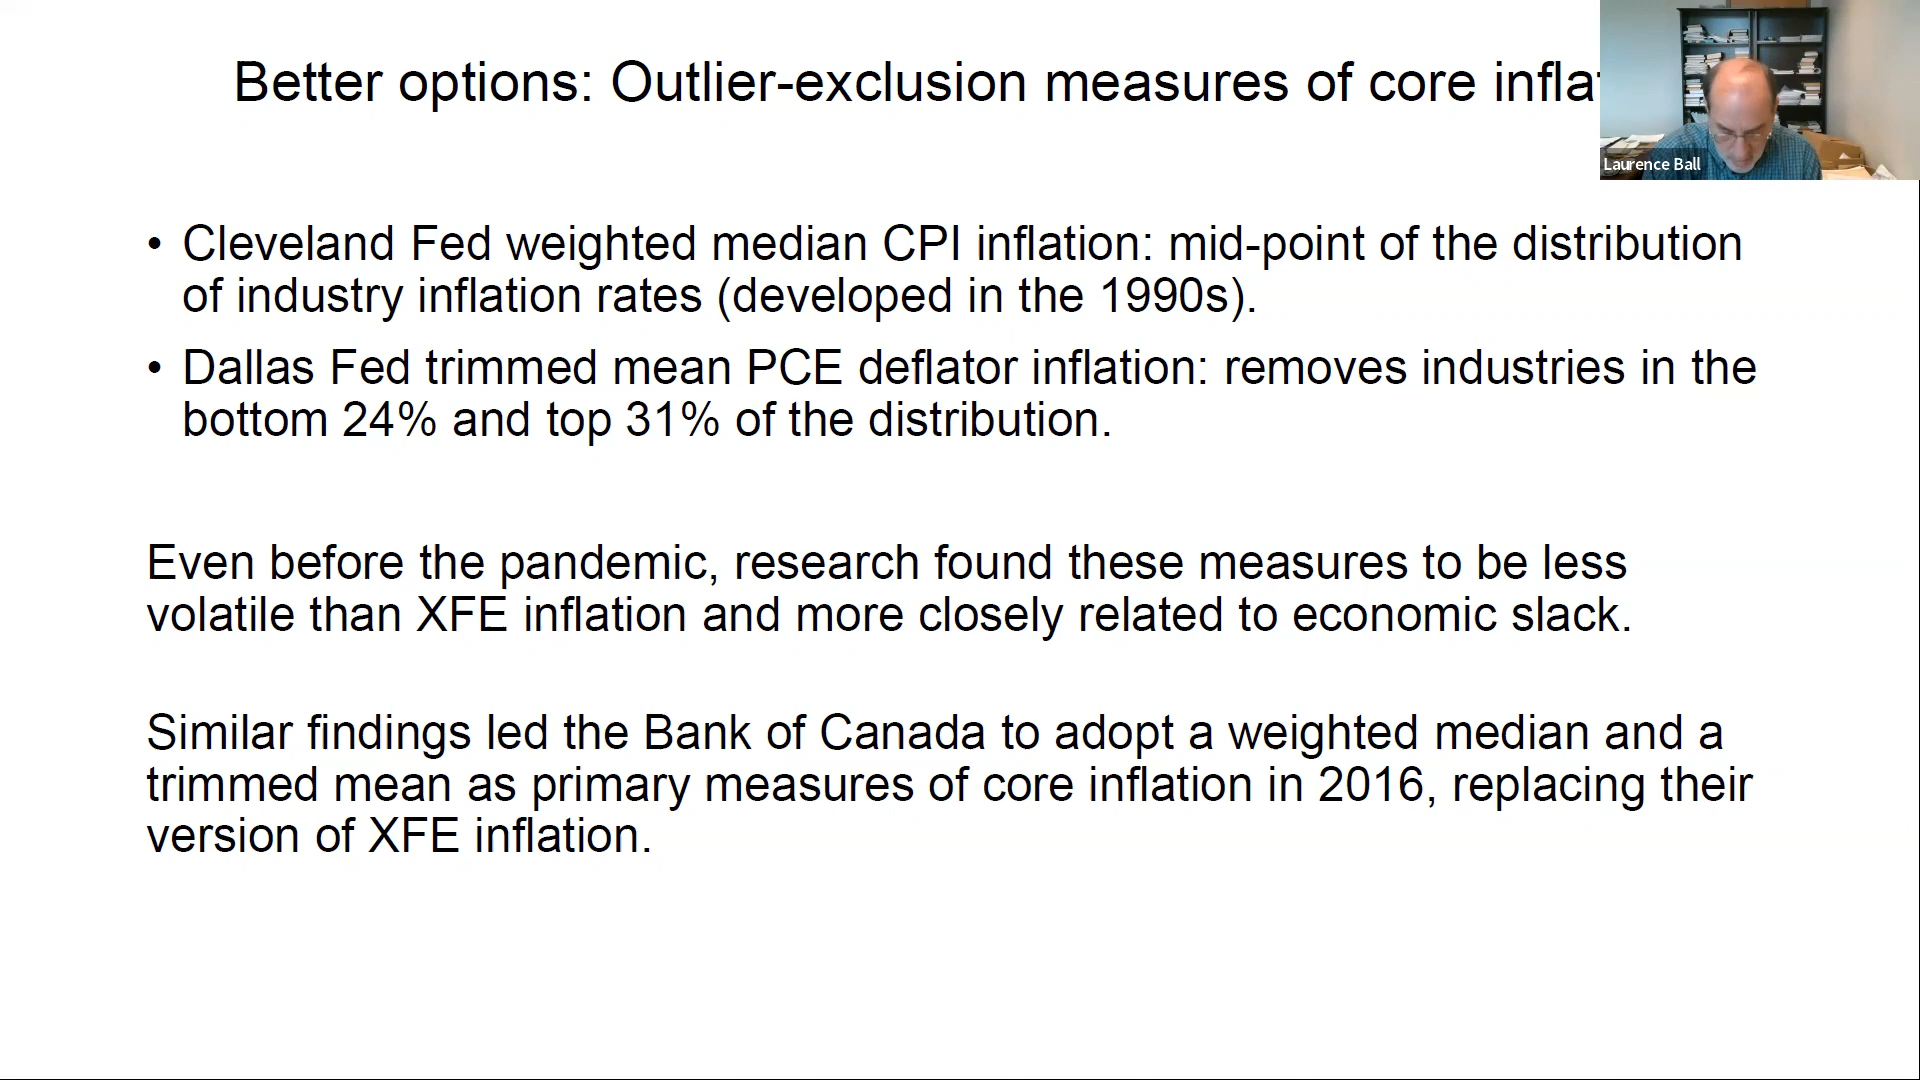 Better options: Outlier-exclusion measures of core infla
Laurence Ball
• Cleveland Fed weighted median CPI inflation: mid-point of the distribution
of industry inflation rates (developed in the 1990s).
• Dallas Fed trimmed mean PCE deflator inflation: removes industries in the
bottom 24% and top 31% of the distribution.
Even before the pandemic, research found these measures to be less
volatile than XFE inflation and more closely related to economic slack.
Similar findings led the Bank of Canada to adopt a weighted median and a
trimmed mean as primary measures of core inflation in 2016, replacing their
version of XFE inflation.